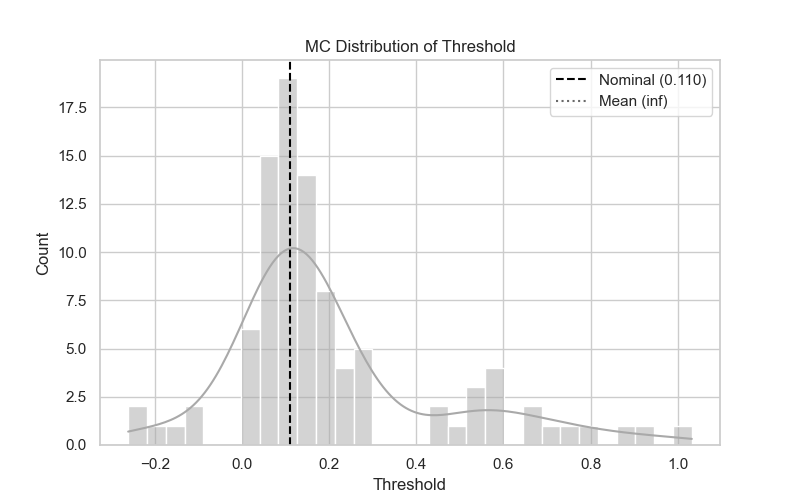 MC Distribution of Threshold
Nominal (0.110)
Mean (inf)
Count
17.5
15.0
12.5
10.0
7.5
5.0
2.5
0.0
−0.2 0.0 0.2 0.4 0.6 0.8 1.0
Threshold